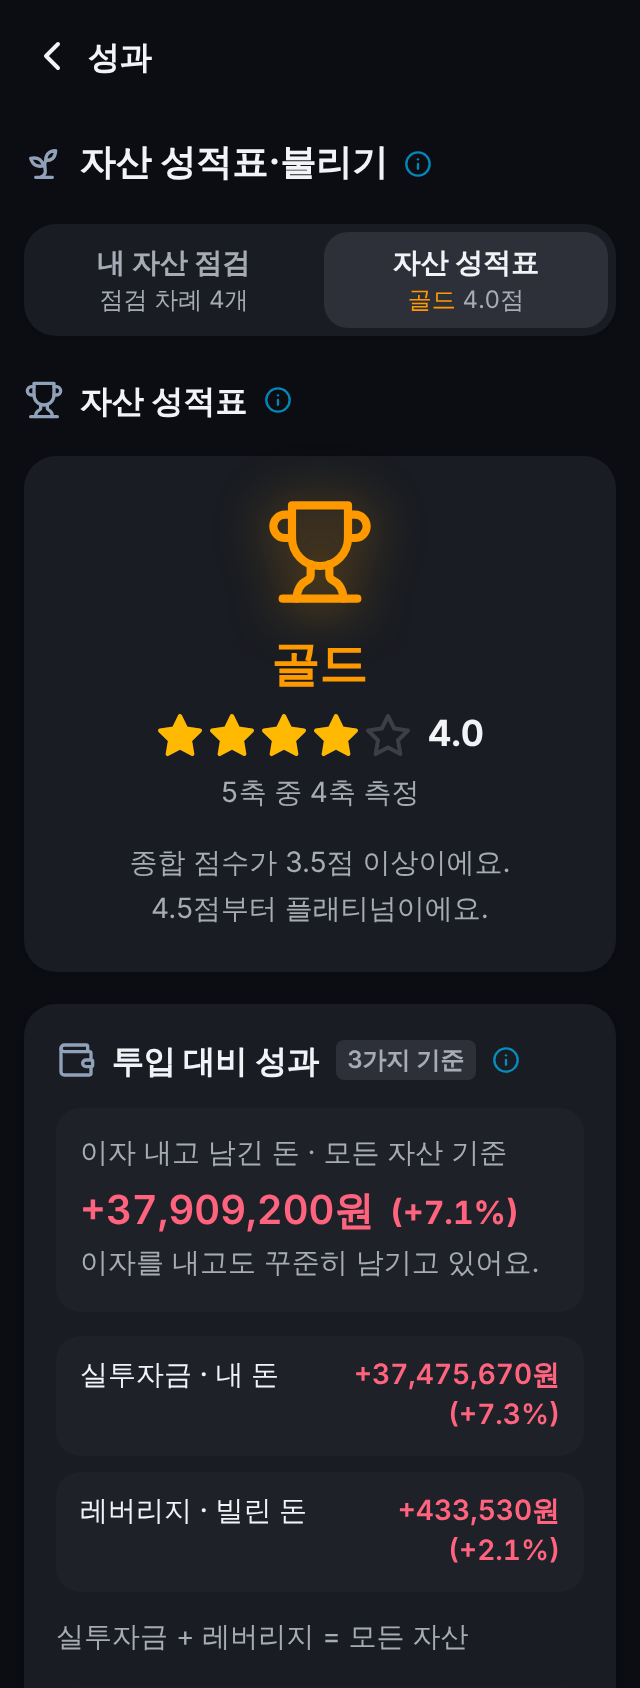 성과
자산 성적표·불리기
내 자산 점검
점검 차례 4개
자산 성적표
골드 4.0점
자산 성적표
골드
4.0
5축 중 4축 측정
종합 점수가 3.5점 이상이에요.
4.5점부터 플래티넘이에요.
투입 대비 성과 3가지 기준
이자 내고 남긴 돈 · 모든 자산 기준
+37,909,200원 (+7.1%)
이자를 내고도 꾸준히 남기고 있어요.
실투자금 · 내 돈 +37,475,670원
(+7.3%)
레버리지 · 빌린 돈 +433,530원
(+2.1%)
실투자금 + 레버리지 = 모든 자산